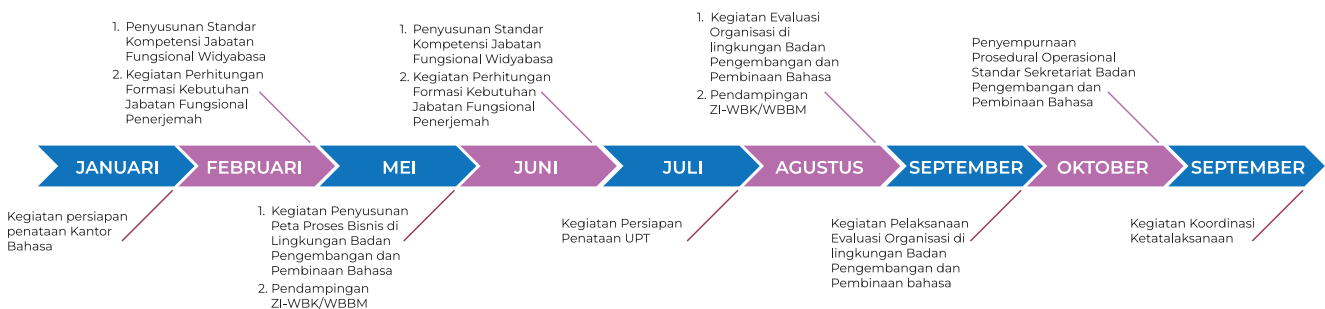 1. Penyusunan Standar
Kompetensi Jabatan
Fungsional Widyabasa
2. Kegiatan Perhitungan
Formasi Kebutuhan
Jabatan Fungsional
Penerjemah
1. Penyusunan Standar
Kompetensi Jabatan
Fungsional Widyabasa
2. Kegiatan Perhitungan
Formasi Kebutuhan
Jabatan Fungsional
Penerjemah
1. Kegiatan Evaluasi
Organisasi di
lingkungan Badan
Pengembangan dan
Pembinaan Bahasa
2. Pendampingan
ZI-WBK/WBBM
Penyempurnaan
Prosedural Operasional
Standar Sekretariat Badan
Pengembangan dan
Pembinaan Bahasa
JANUARI
FEBRUARI
MEI
JUNI
JULI
AGUSTUS
SEPTEMBER
OKTOBER
SEPTEMBER
Kegiatan persiapan
penataan Kantor
Bahasa
1. Kegiatan Penyusunan
Peta Proses Bisnis di
Lingkungan Badan
Pengembangan dan
Pembinaan Bahasa
2. Pendampingan
ZI-WBK/WBBM
Kegiatan Persiapan
Penataan UPT
Kegiatan Pelaksanaan
Evaluasi Organisasi di
lingkungan Badan
Pengembangan dan
Pembinaan bahasa
Kegiatan Koordinasi
Ketatalaksanaan